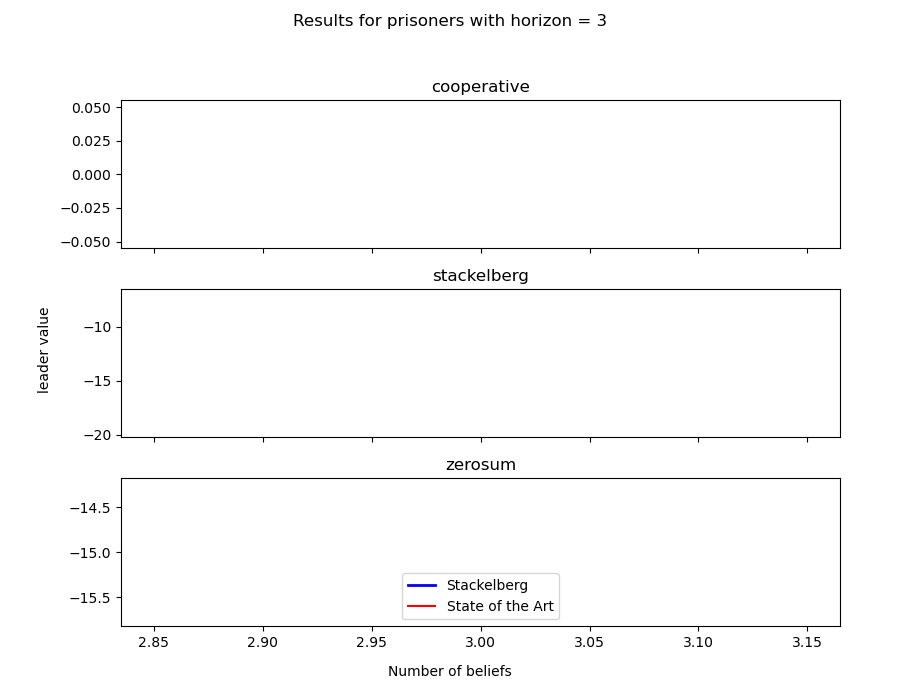 Results for prisoners with horizon = 3
cooperative
0.050
0.025
0.000
−0.025
−0.050
stackelberg
leader value
−10
−15
−20
zerosum
−14.5
−15.0
−15.5
Stackelberg
State of the Art
2.85 2.90 2.95 3.00 3.05 3.10 3.15
Number of beliefs